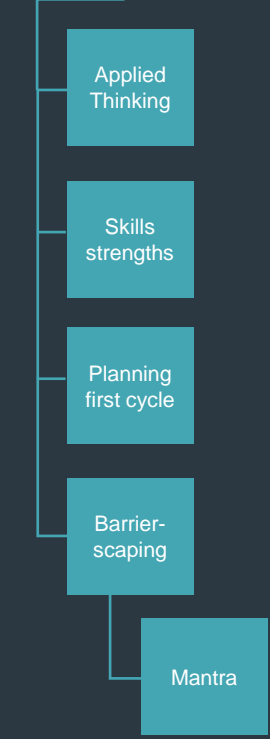 Applied
Thinking
Skills
strengths
Planning
first cycle
Barrier-
scaping
Mantra